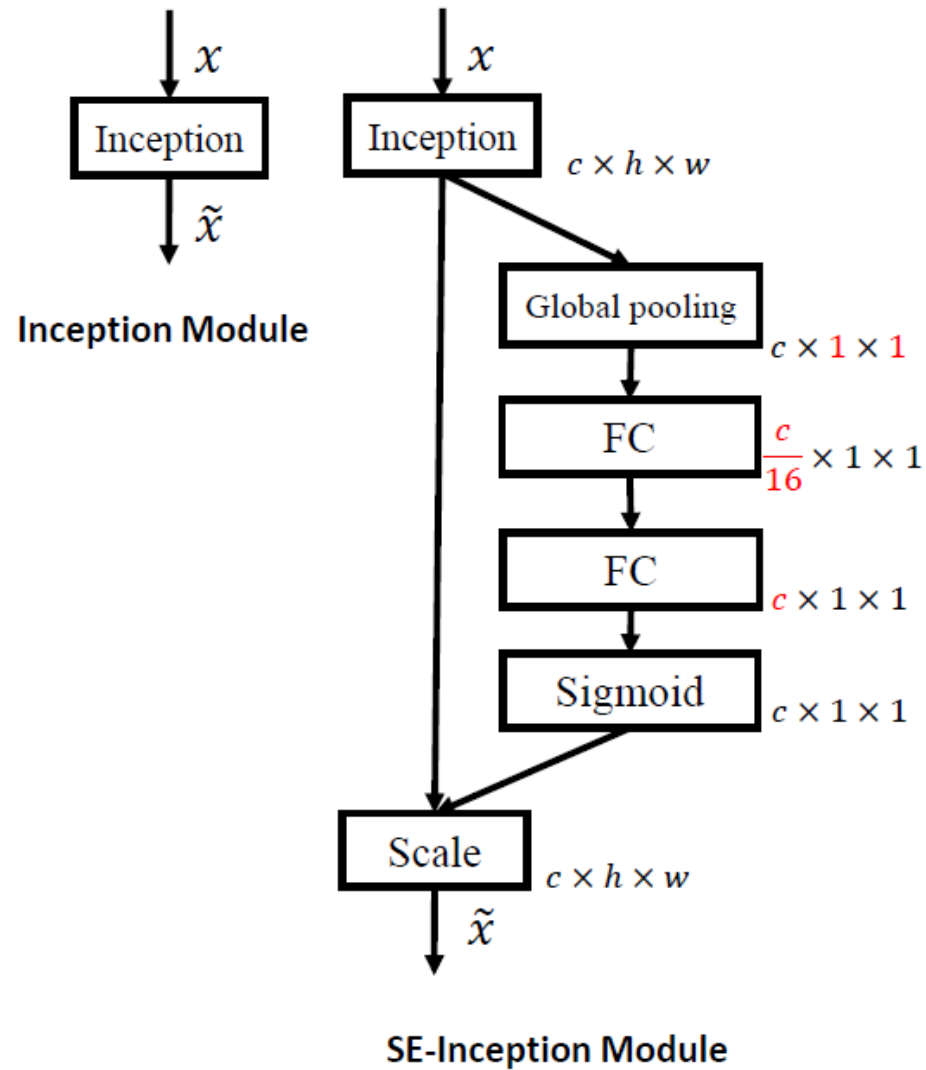 x
Inception
x̃
Inception Module
x
Inception
c × h × w
Global pooling
c × 1 × 1
FC
c/16 × 1 × 1
FC
c × 1 × 1
Sigmoid
c × 1 × 1
Scale
c × h × w
x̃
SE-Inception Module